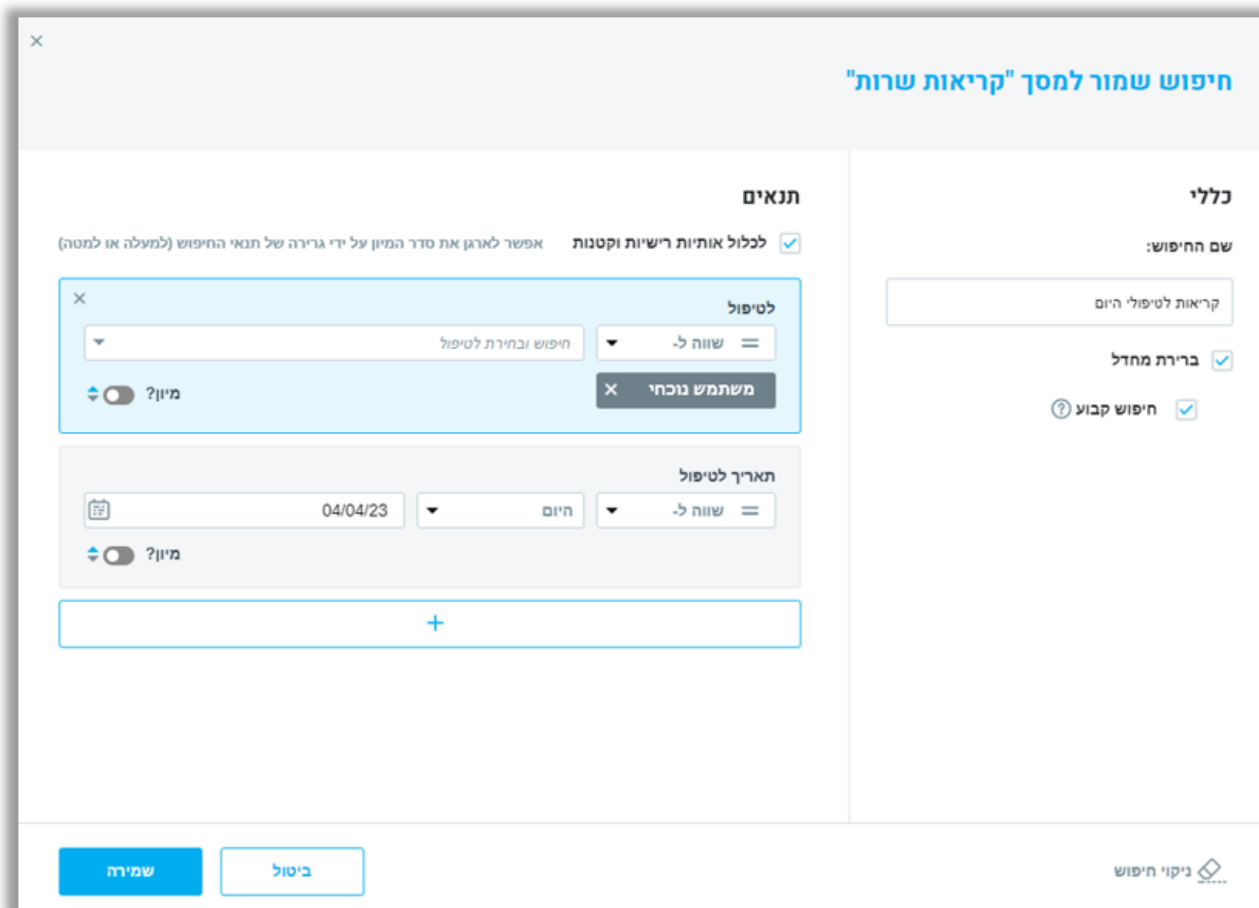 חיפוש שמור למסך "קריאות שרות"
כללי
שם החיפוש:
קריאות לטיפולי היום
ברירת מחדל
חיפוש קבוע ?
תנאים
לכלול אותיות רישיות וקטנות אפשר לארגן את סדר המיון על ידי גרירה של תנאי החיפוש (למעלה או למטה)
לטיפול
= שווה ל- חיפוש ובחירת לטיפול
משתמש נוכחי ×
מיון?
תאריך לטיפול
= שווה ל- היום 04/04/23
מיון?
+
ניקוי חיפוש
ביטול
שמירה